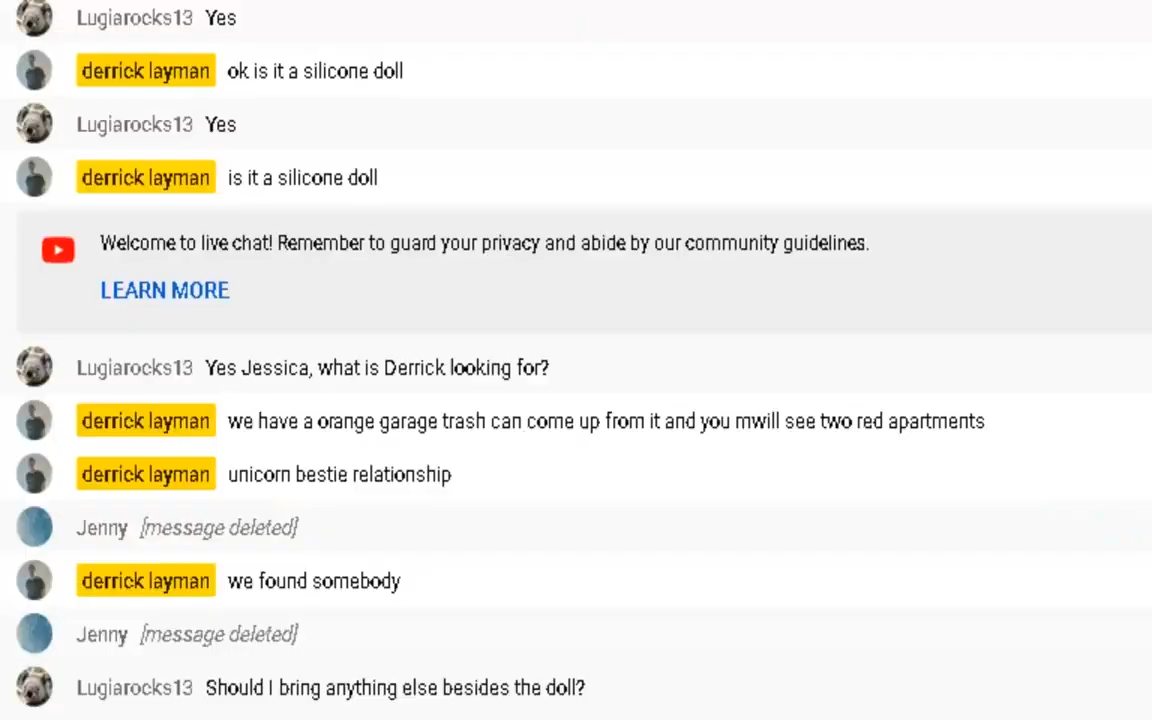 Lugiarocks13 Yes
derrick layman ok is it a silicone doll
Lugiarocks13 Yes
derrick layman is it a silicone doll
Welcome to live chat! Remember to guard your privacy and abide by our community guidelines.
LEARN MORE
Lugiarocks13 Yes Jessica, what is Derrick looking for?
derrick layman we have a orange garage trash can come up from it and you mwill see two red apartments
derrick layman unicorn bestie relationship
Jenny [message deleted]
derrick layman we found somebody
Jenny [message deleted]
Lugiarocks13 Should I bring anything else besides the doll?